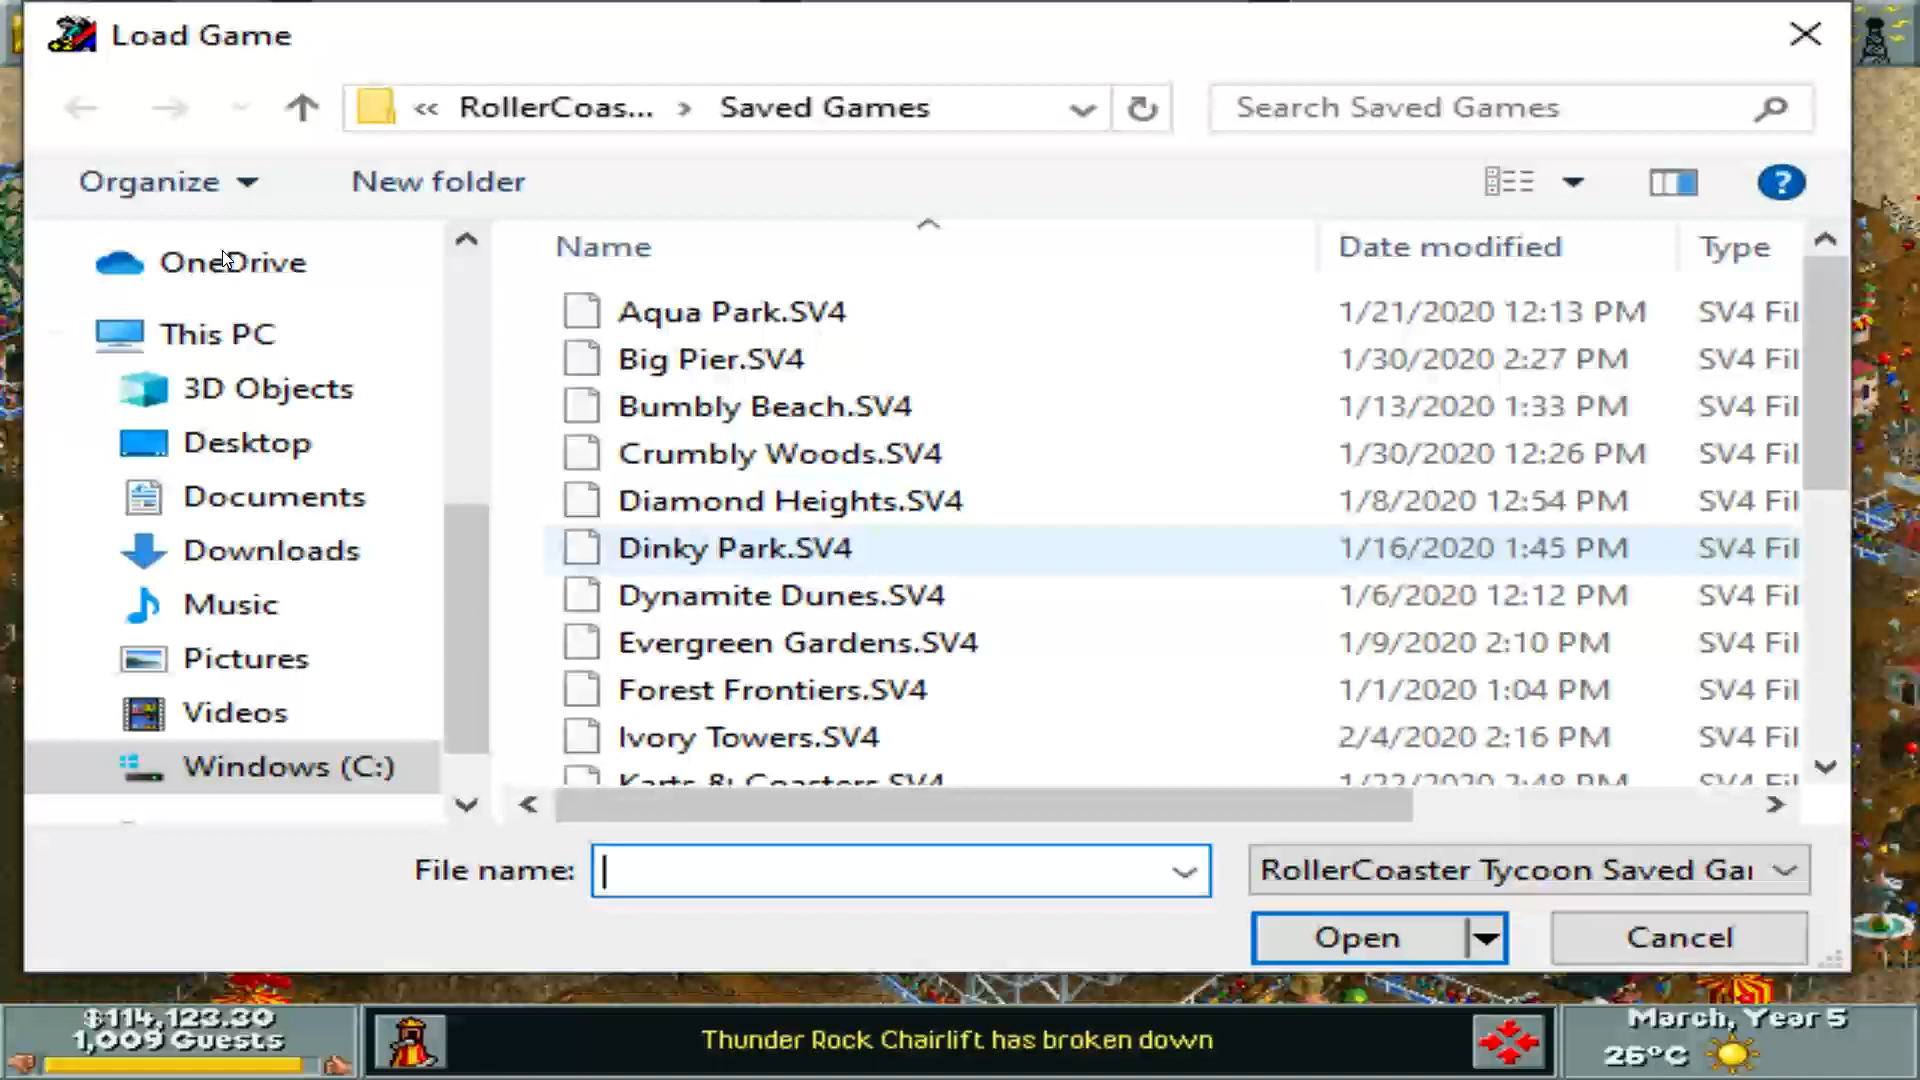 Load Game
« RollerCoas... › Saved Games
Search Saved Games
Organize
New folder
?
OneDrive
This PC
3D Objects
Desktop
Documents
Downloads
Music
Pictures
Videos
Windows (C:)
Name Date modified Type
Aqua Park.SV4 1/21/2020 12:13 PM SV4 Fil
Big Pier.SV4 1/30/2020 2:27 PM SV4 Fil
Bumbly Beach.SV4 1/13/2020 1:33 PM SV4 Fil
Crumbly Woods.SV4 1/30/2020 12:26 PM SV4 Fil
Diamond Heights.SV4 1/8/2020 12:54 PM SV4 Fil
Dinky Park.SV4 1/16/2020 1:45 PM SV4 Fil
Dynamite Dunes.SV4 1/6/2020 12:12 PM SV4 Fil
Evergreen Gardens.SV4 1/9/2020 2:10 PM SV4 Fil
Forest Frontiers.SV4 1/1/2020 1:04 PM SV4 Fil
Ivory Towers.SV4 2/4/2020 2:16 PM SV4 Fil
Karts & Coasters.SV4 SV4 Fil
File name:
RollerCoaster Tycoon Saved Gar
Open
Cancel
$114,123.30
1,009 Guests
Thunder Rock Chairlift has broken down
March, Year 5
26°C